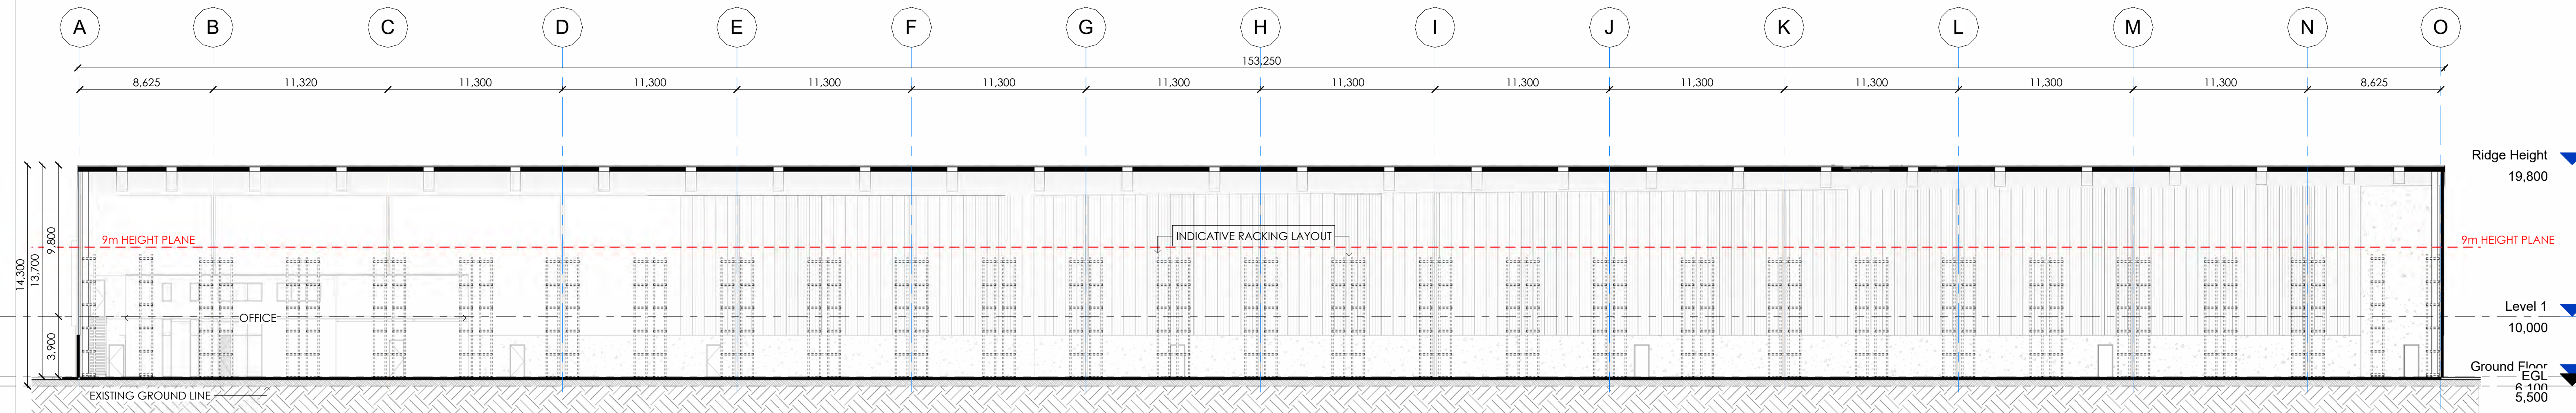 A B C D E F G H I J K L M N O
153,250
8,625 11,320 11,300 11,300 11,300 11,300 11,300 11,300 11,300 11,300 11,300 11,300 11,300 8,625
Ridge Height
19,800
9m HEIGHT PLANE
INDICATIVE RACKING LAYOUT
9m HEIGHT PLANE
14,300
13,700
9,800
3,900
OFFICE
Level 1
10,000
Ground Floor
EGL
6,100
5,500
EXISTING GROUND LINE